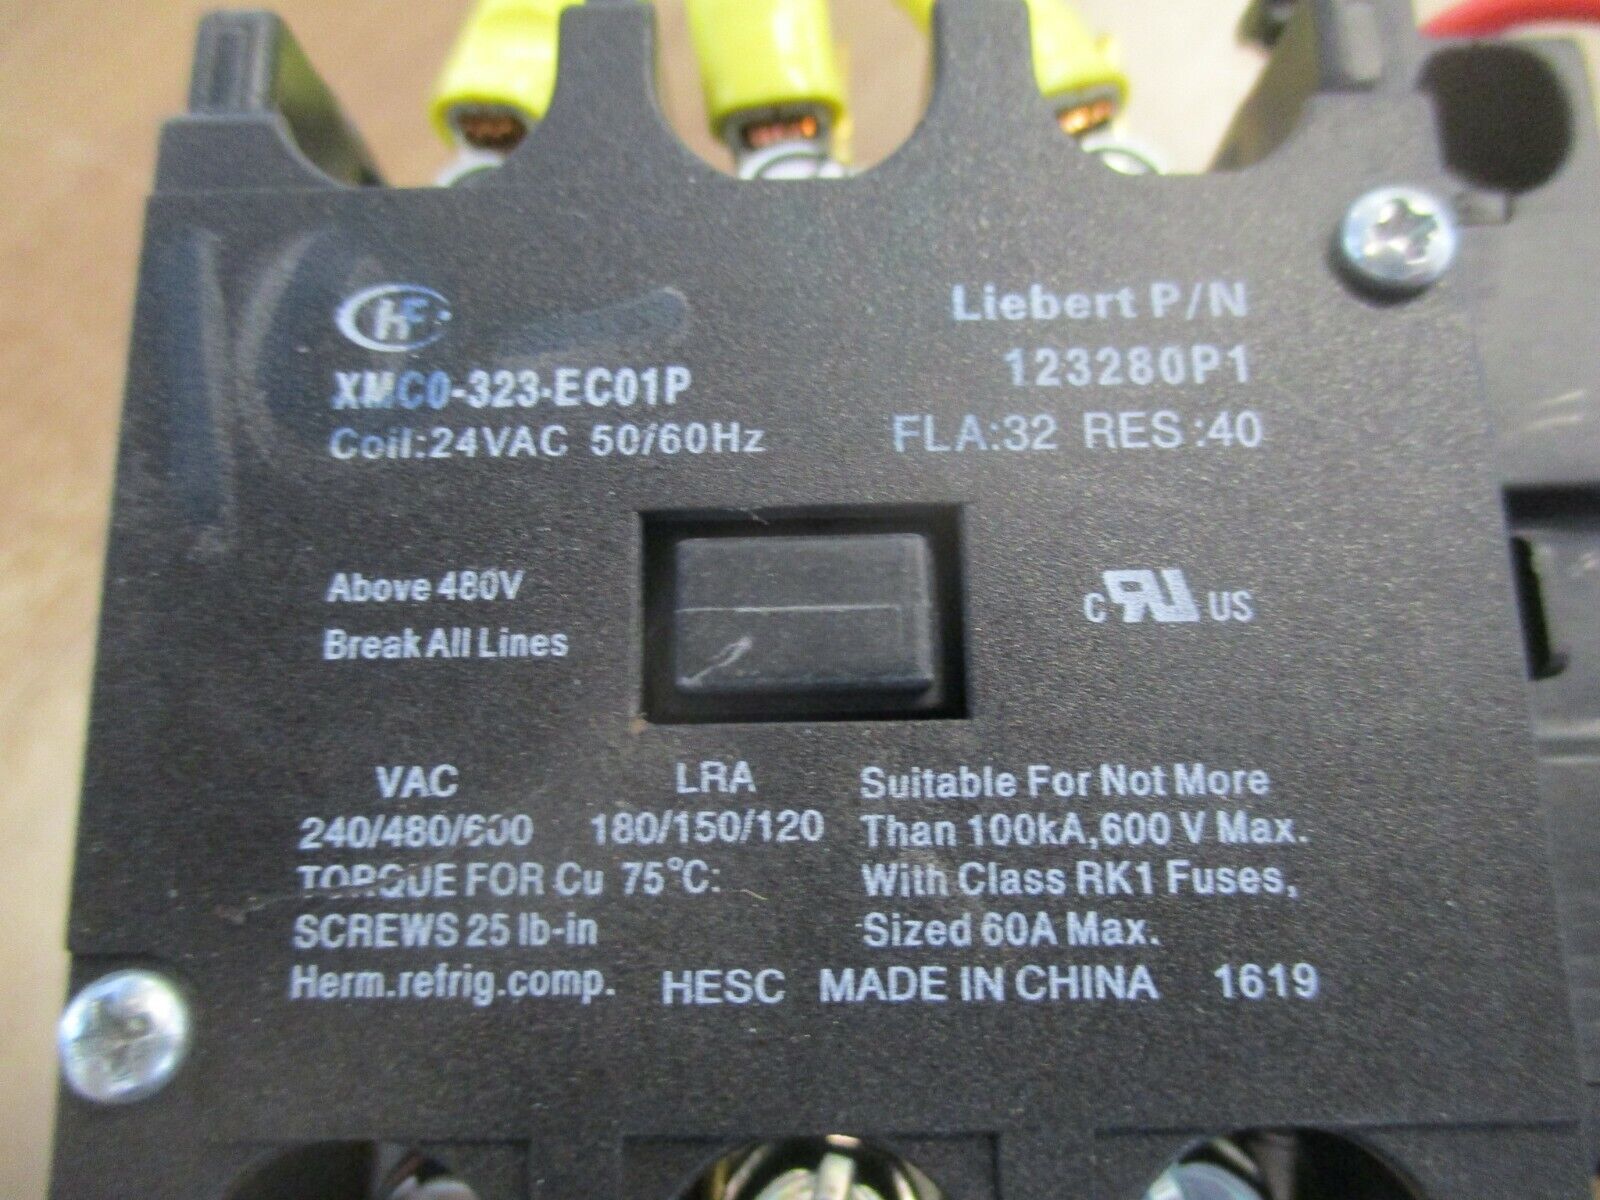 hF
Liebert P/N
XMC0-323-EC01P
123280P1
Coil:24VAC 50/60Hz
FLA:32 RES:40
Above 480V
Break All Lines
c RU US
VAC LRA
240/480/600 180/150/120
TORQUE FOR Cu 75°C:
SCREWS 25 lb-in
Herm.refrig.comp.
Suitable For Not More
Than 100kA,600 V Max.
With Class RK1 Fuses,
Sized 60A Max.
HESC MADE IN CHINA 1619